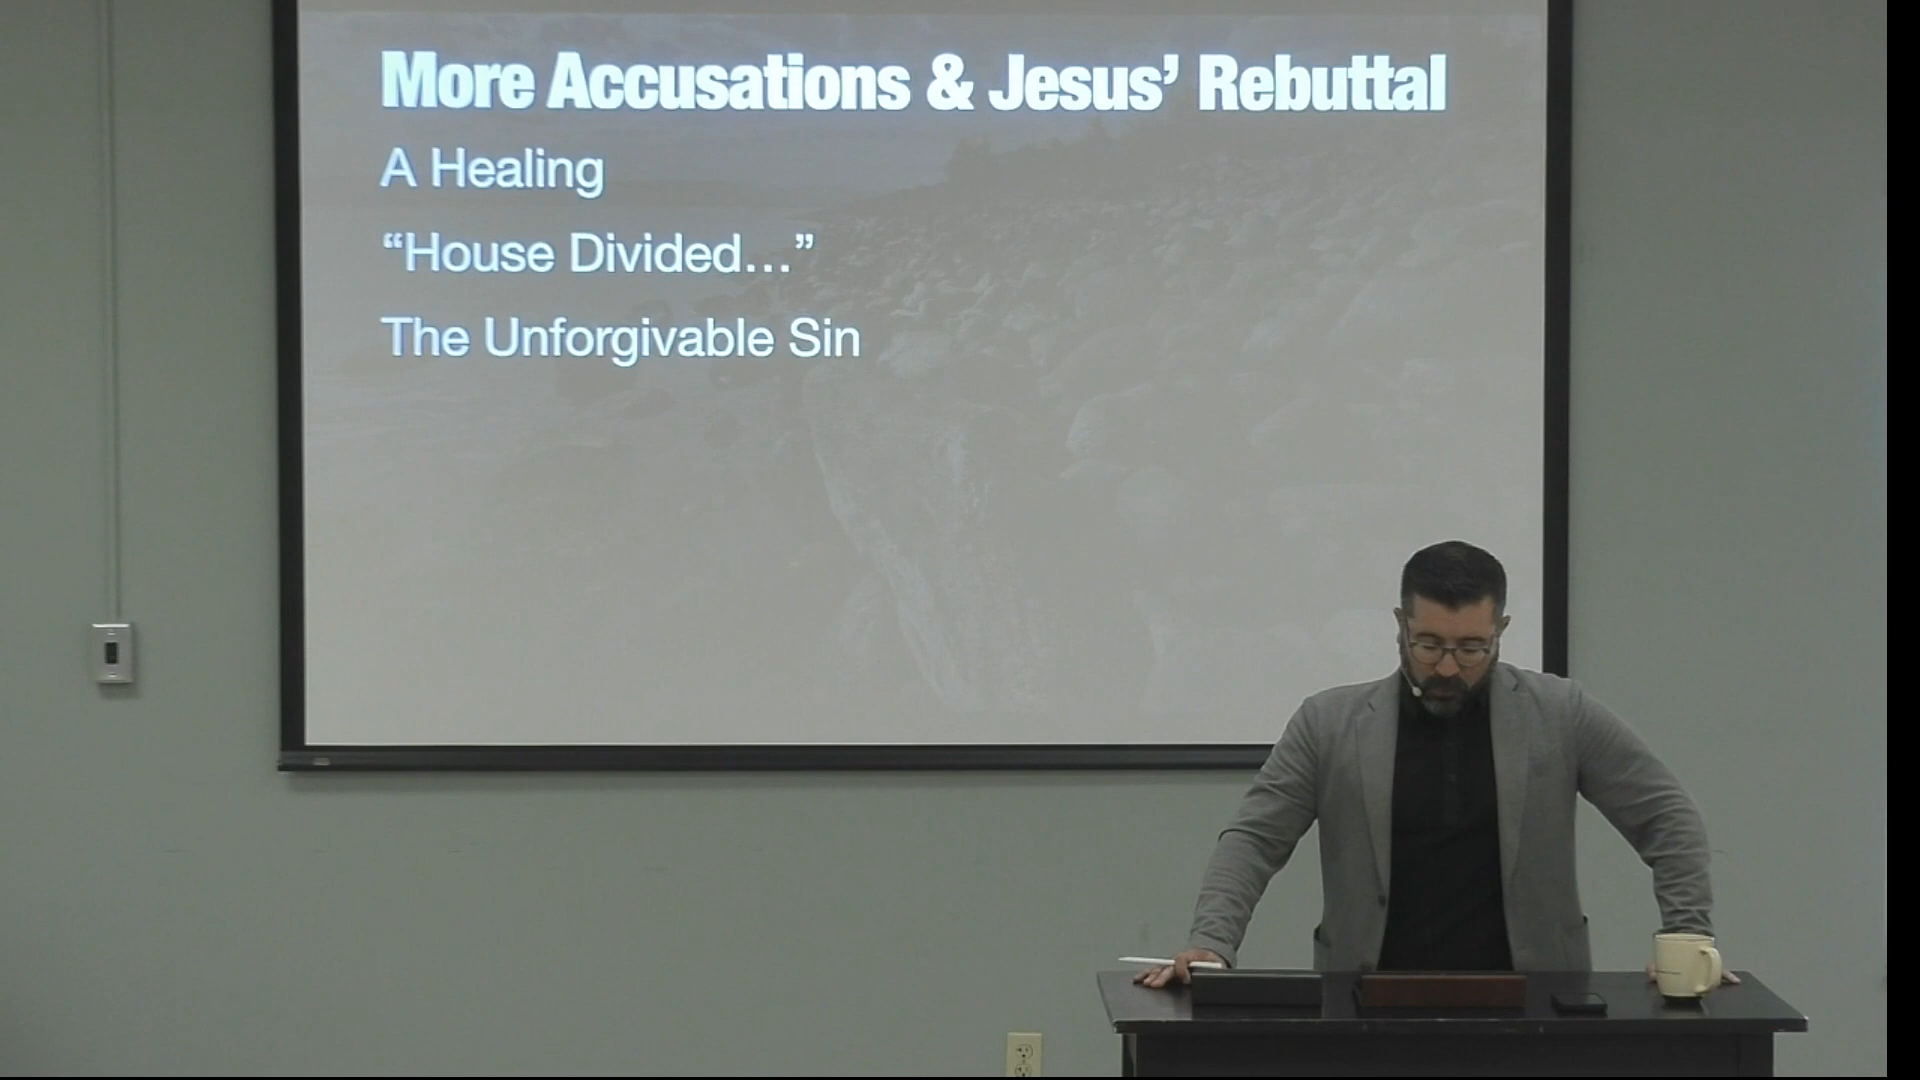 More Accusations & Jesus’ Rebuttal
A Healing
“House Divided…”
The Unforgivable Sin